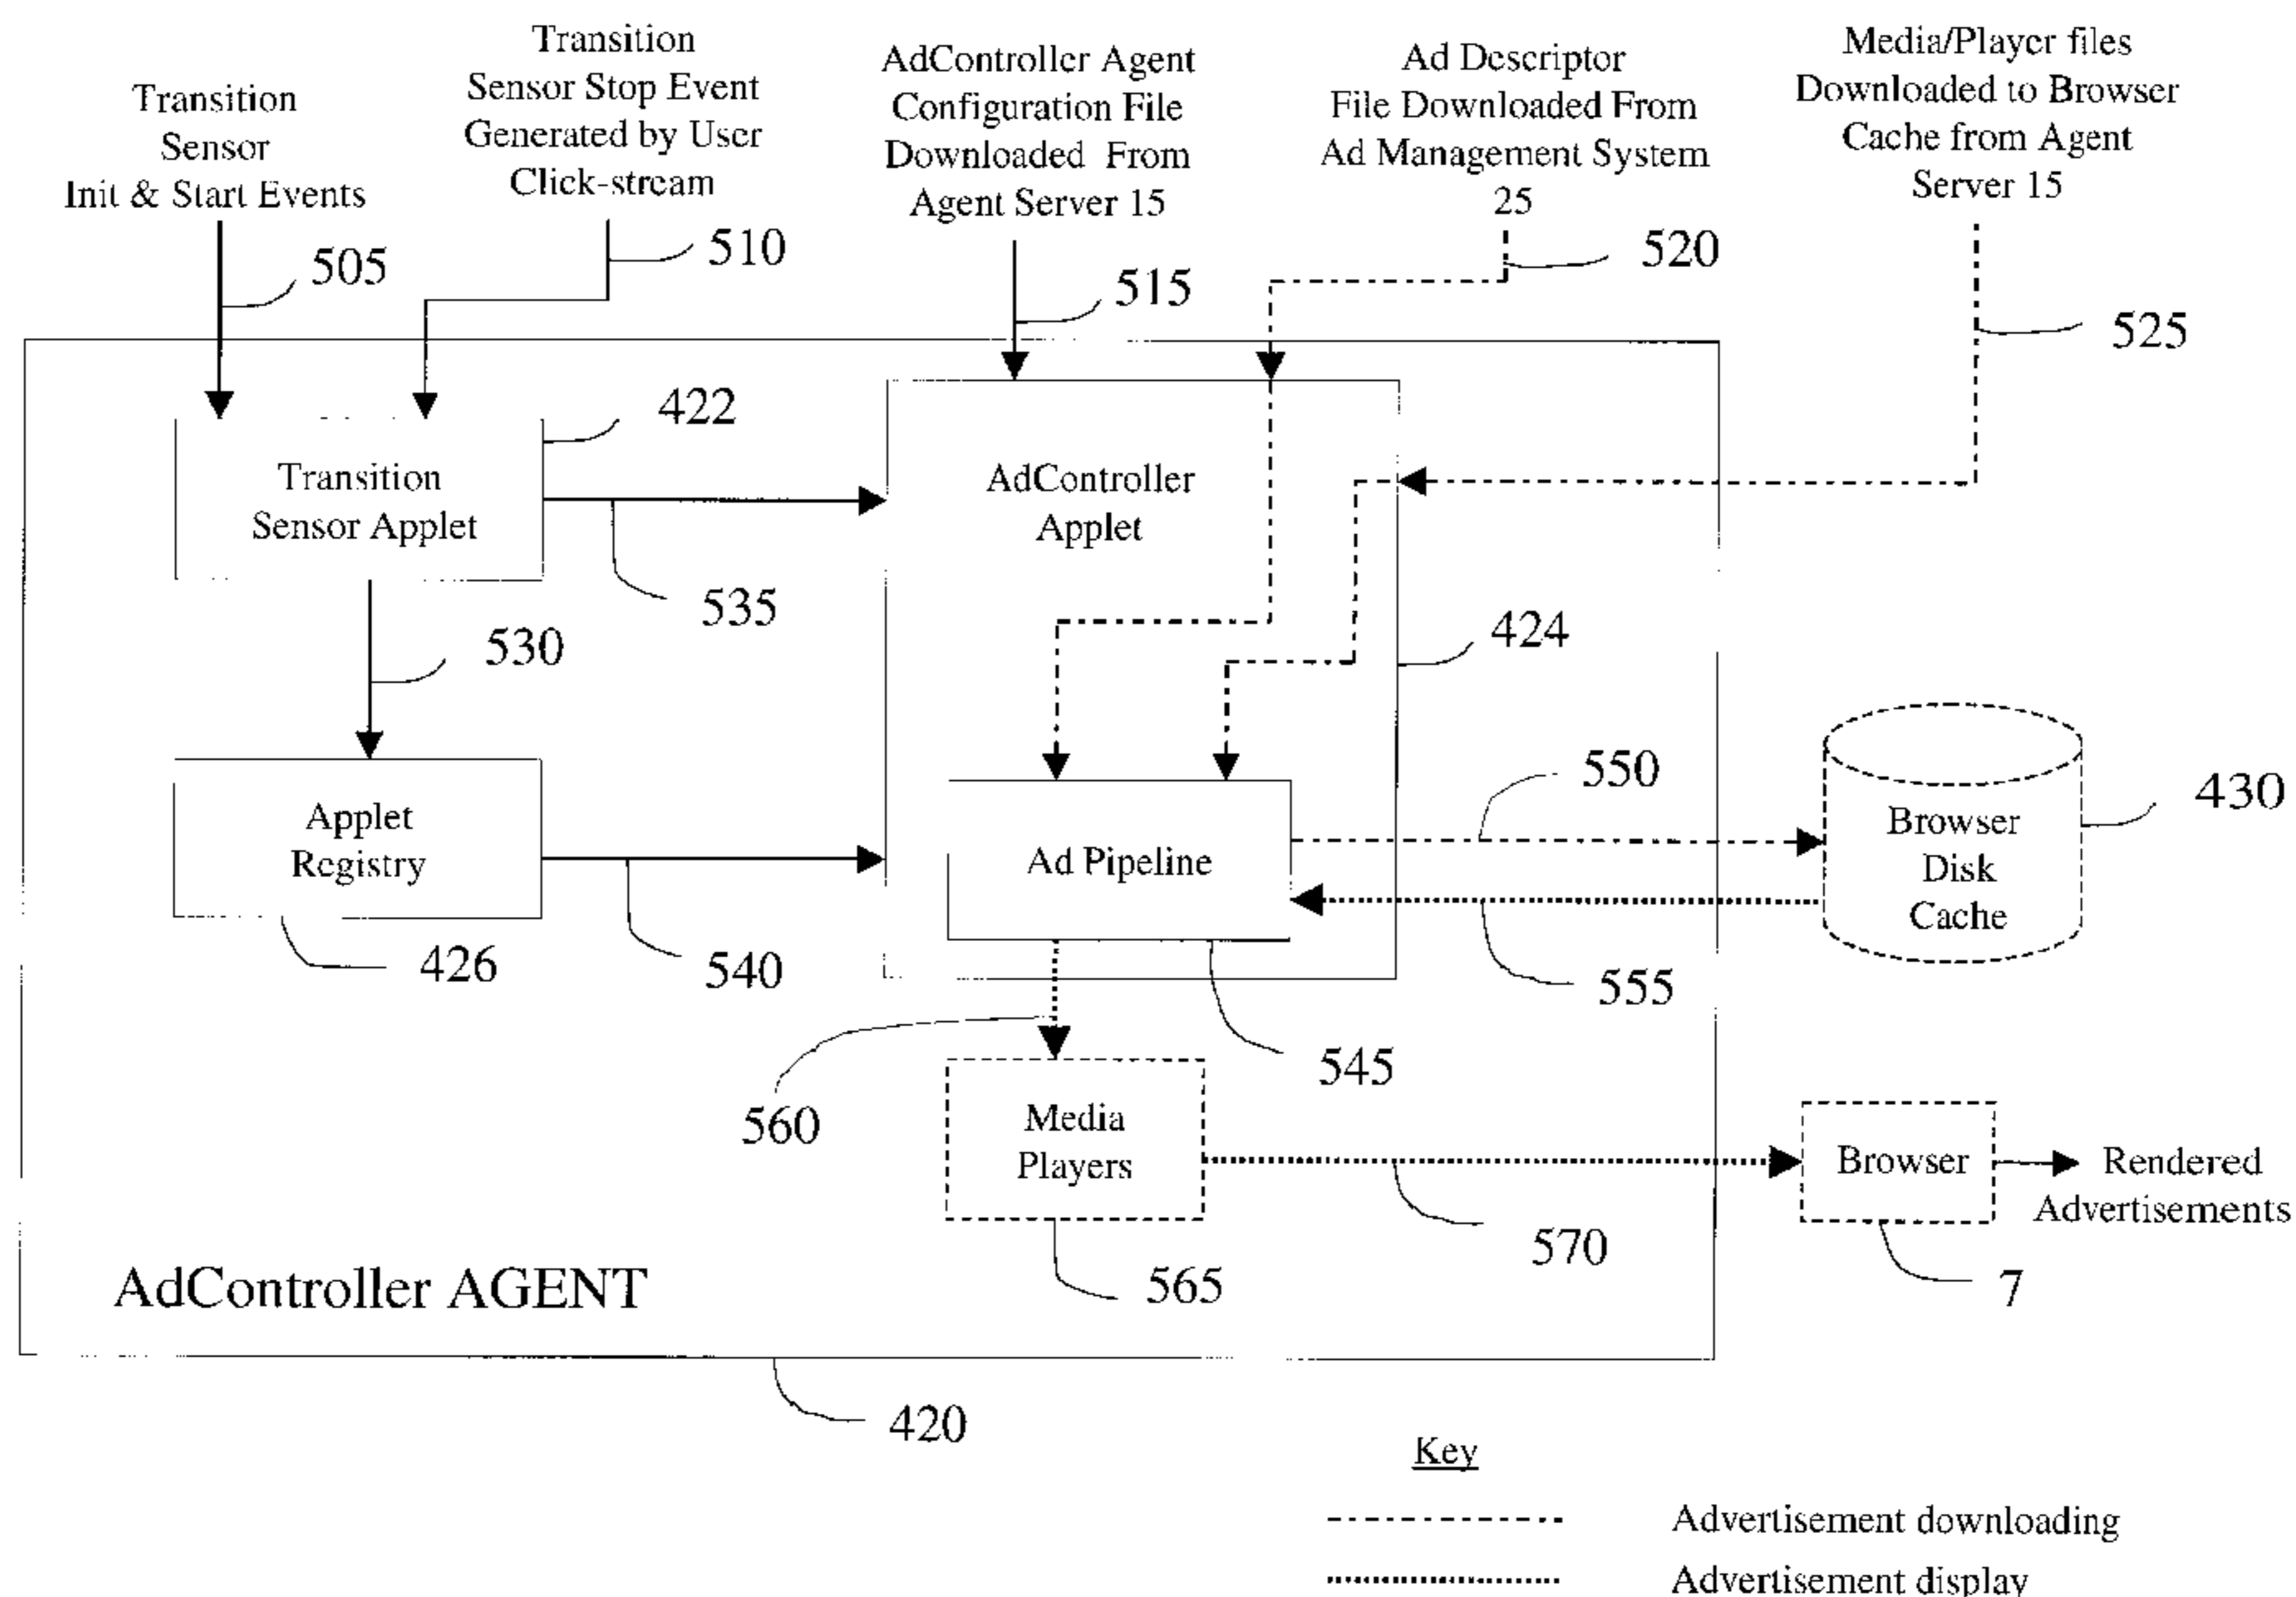 Transition
Sensor
Init & Start Events
Transition
Sensor Stop Event
Generated by User
Click-stream
AdController Agent
Configuration File
Downloaded From
Agent Server 15
Ad Descriptor
File Downloaded From
Ad Management System
25
Media/Player files
Downloaded to Browser
Cache from Agent
Server 15
505
510
515
520
525
422
Transition
Sensor Applet
535
AdController
Applet
530
424
Applet
Registry
426
540
Ad Pipeline
550
555
Browser
Disk
Cache
430
560
545
Media
Players
565
570
Browser
7
Rendered
Advertisements
AdController AGENT
420
Key
Advertisement downloading
Advertisement display